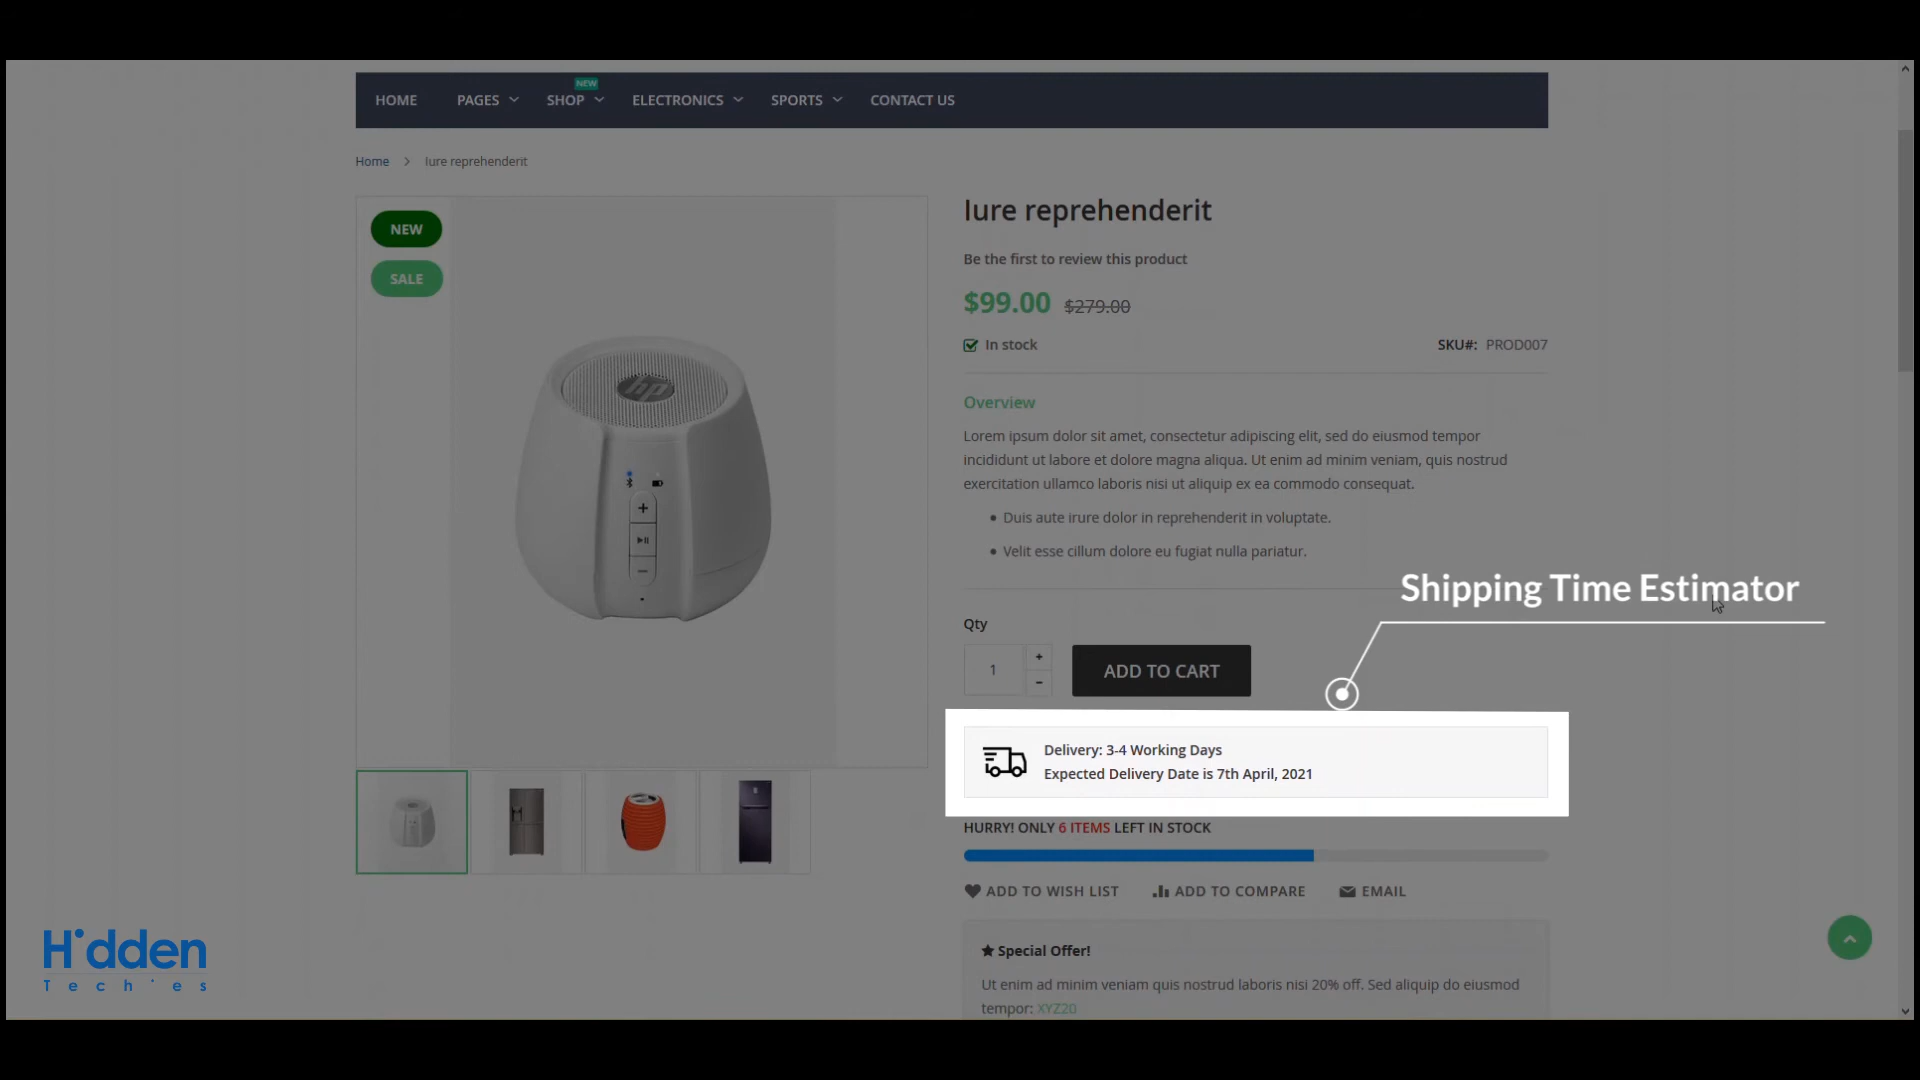 NEW
HOME PAGES SHOP ELECTRONICS SPORTS CONTACT US
Home > Iure reprehenderit
NEW
SALE
hp
Iure reprehenderit
Be the first to review this product
$99.00 $279.00
In stock SKU#: PROD007
Overview
Lorem ipsum dolor sit amet, consectetur adipiscing elit, sed do eiusmod tempor
incididunt ut labore et dolore magna aliqua. Ut enim ad minim veniam, quis nostrud
exercitation ullamco laboris nisi ut aliquip ex ea commodo consequat.
• Duis aute irure dolor in reprehenderit in voluptate.
• Velit esse cillum dolore eu fugiat nulla pariatur.
Shipping Time Estimator
Qty
1 + -
ADD TO CART
Delivery: 3-4 Working Days
Expected Delivery Date is 7th April, 2021
HURRY! ONLY 6 ITEMS LEFT IN STOCK
ADD TO WISH LIST ADD TO COMPARE EMAIL
Special Offer!
Ut enim ad minim veniam quis nostrud laboris nisi 20% off. Sed aliquip do eiusmod
tempor: XYZ20
Hidden
Techies